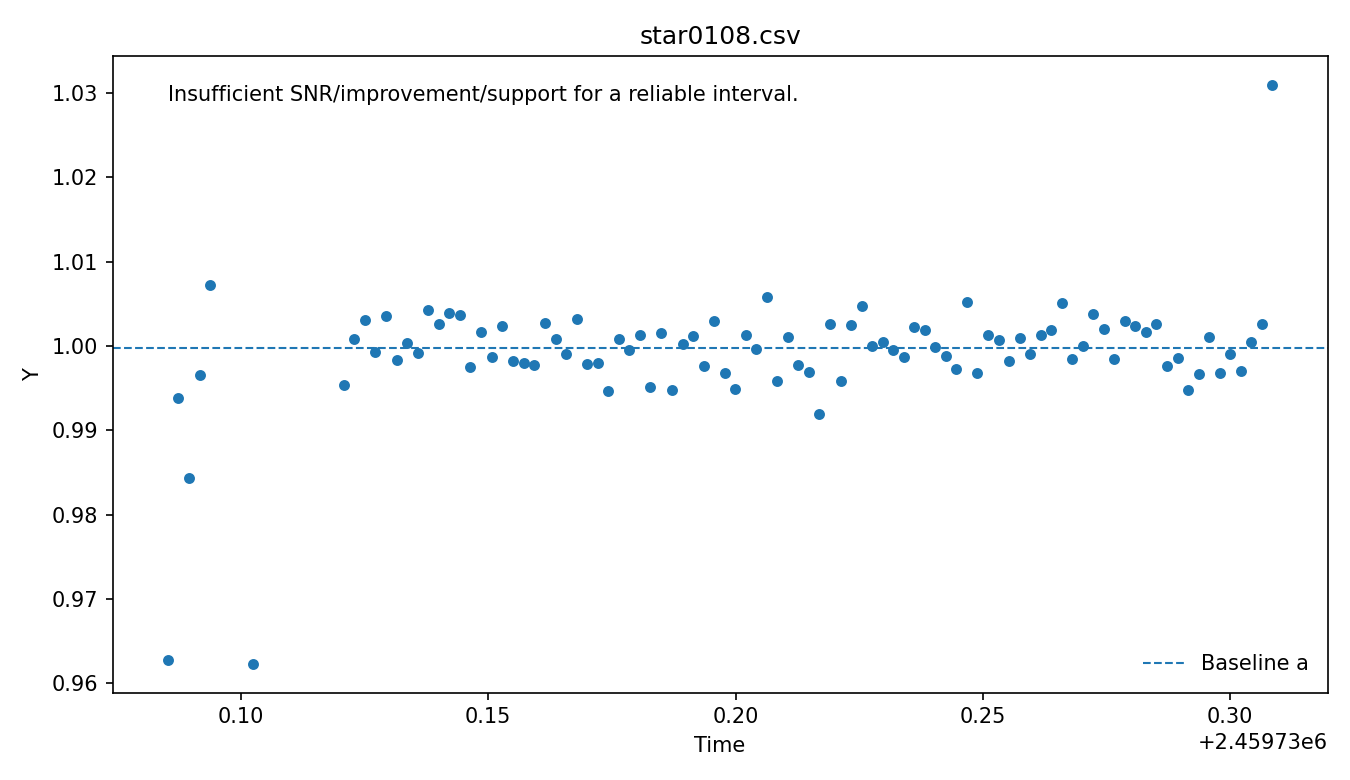 star0108.csv
Insufficient SNR/improvement/support for a reliable interval.
1.03
1.02
1.01
1.00
0.99
0.98
0.97
0.96
Y
Baseline a
0.10 0.15 0.20 0.25 0.30
Time
+2.45973e6